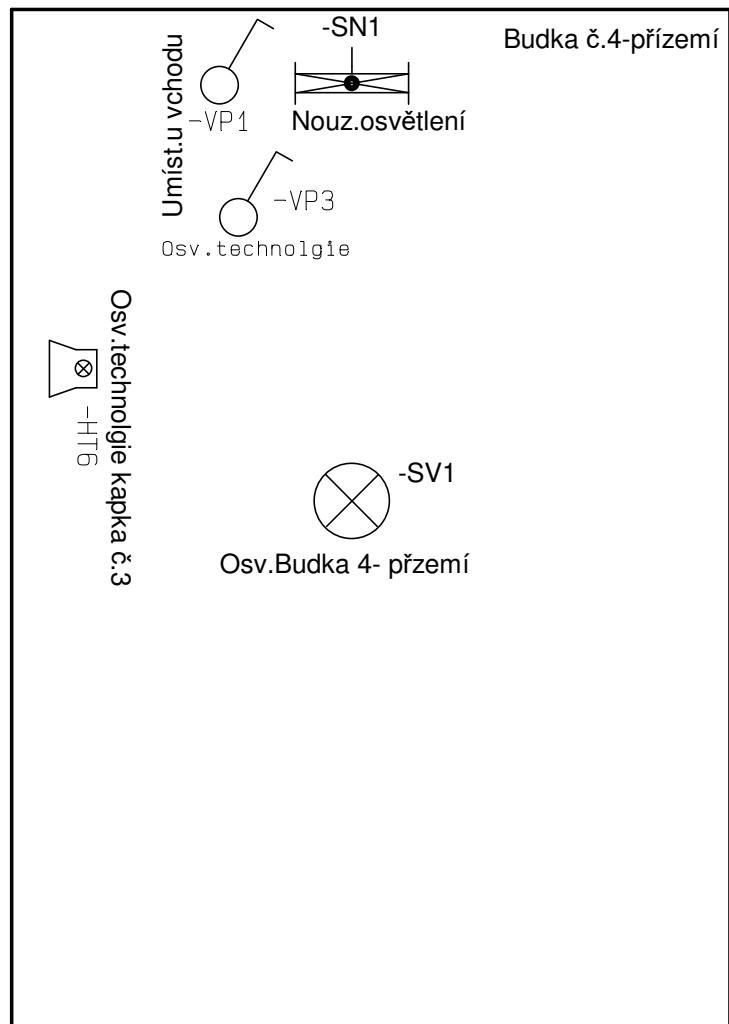 -SN1
Budka č.4-přízemí
Umíst.u vchodu
-VP1
Nouz.osvětlení
-VP3
Osv.technolgie
Osv.technolgie kapka č.3
-HT6
-SV1
Osv.Budka 4- přzemí